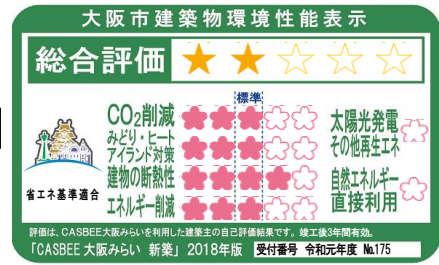 大阪市建築物環境性能表示
総合評価
標準
CO2削減
みどり・ヒート
アイランド対策
建物の断熱性
エネルギー削減
太陽光発電
その他再生エネ
自然エネルギー
直接利用
省エネ基準適合
評価は、CASBEE大阪みらいを利用した建築主の自己評価結果です。竣工後3年間有効。
「CASBEE大阪みらい 新築」2018年版 受付番号 令和元年度 №175